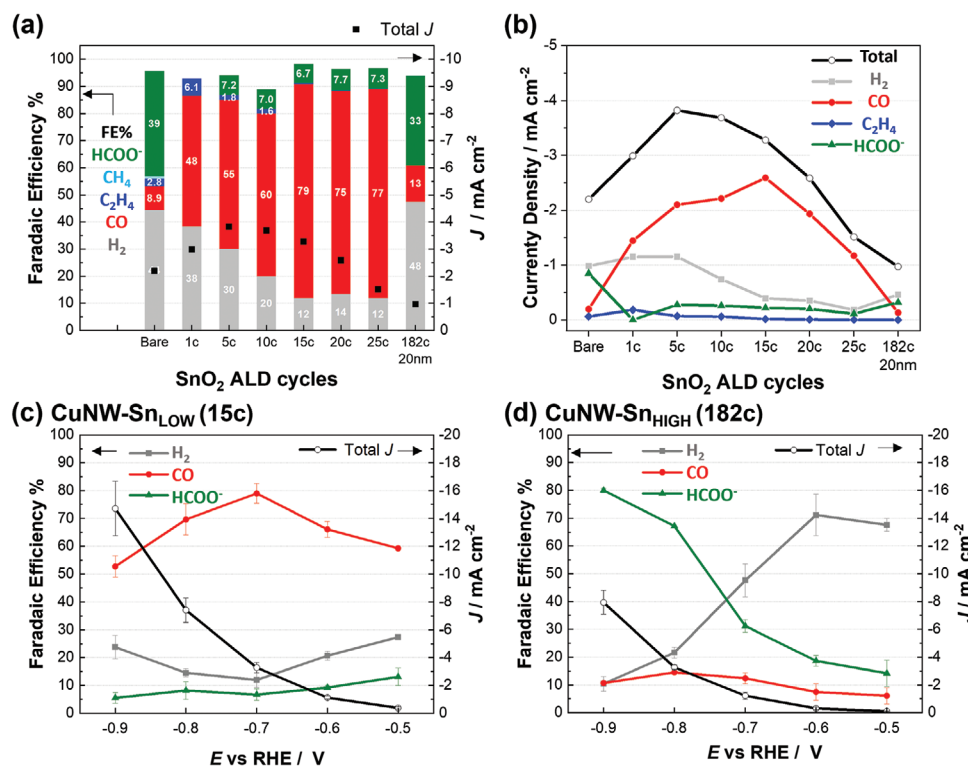 (a)
■ Total J
Faradaic Efficiency %
100
90
80
70
60
50
40
30
20
10
0
FE%
HCOO⁻
CH₄
C₂H₄
CO
H₂
39
2.8
8.9
6.1
48
38
7.2
1.8
55
30
7.0
1.6
60
20
6.7
79
12
7.7
75
14
7.3
77
12
33
13
48
-10
-9
-8
-7
-6
-5
-4
-3
-2
-1
0
J / mA cm⁻²
Bare 1c 5c 10c 15c 20c 25c 182c
20nm
SnO₂ ALD cycles
(b)
Currenty Density / mA cm⁻²
-5
-4
-3
-2
-1
0
Total
H₂
CO
C₂H₄
HCOO⁻
Bare 1c 5c 10c 15c 20c 25c 182c
20nm
SnO₂ ALD cycles
(c) CuNW-Sn_LOW (15c)
Faradaic Efficiency %
100
90
80
70
60
50
40
30
20
10
0
H₂
CO
HCOO⁻
Total J
-20
-18
-16
-14
-12
-10
-8
-6
-4
-2
0
J / mA cm⁻²
-0.9 -0.8 -0.7 -0.6 -0.5
E vs RHE / V
(d) CuNW-Sn_HIGH (182c)
Faradaic Efficiency %
100
90
80
70
60
50
40
30
20
10
0
H₂
CO
HCOO⁻
Total J
-20
-18
-16
-14
-12
-10
-8
-6
-4
-2
0
J / mA cm⁻²
-0.9 -0.8 -0.7 -0.6 -0.5
E vs RHE / V